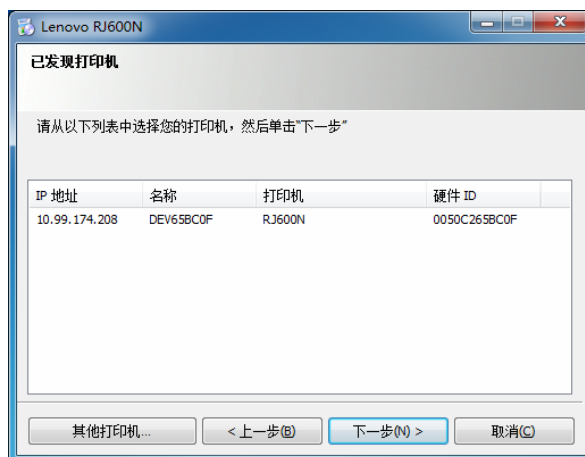 Lenovo RJ600N
已发现打印机
请从以下列表中选择您的打印机，然后单击"下一步"
IP 地址 名称 打印机 硬件 ID
10.99.174.208 DEV65BC0F RJ600N 0050C265BC0F
其他打印机... <上一步(B) 下一步(N) > 取消(C)